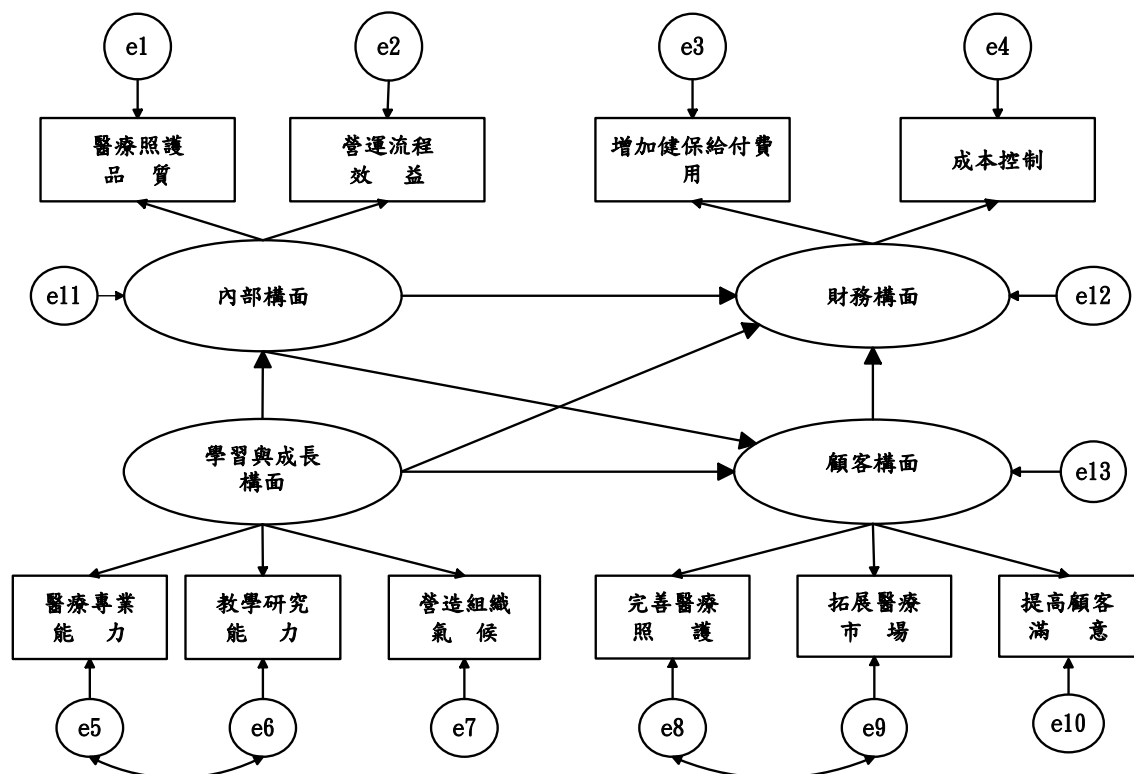 e1
e2
e3
e4
醫療照護
品 質
營運流程
效 益
增加健保給付費
用
成本控制
e11
內部構面
財務構面
e12
學習與成長
構面
顧客構面
e13
醫療專業
能 力
教學研究
能 力
營造組織
氣 候
完善醫療
照 護
拓展醫療
市 場
提高顧客
滿 意
e5
e6
e7
e8
e9
e10